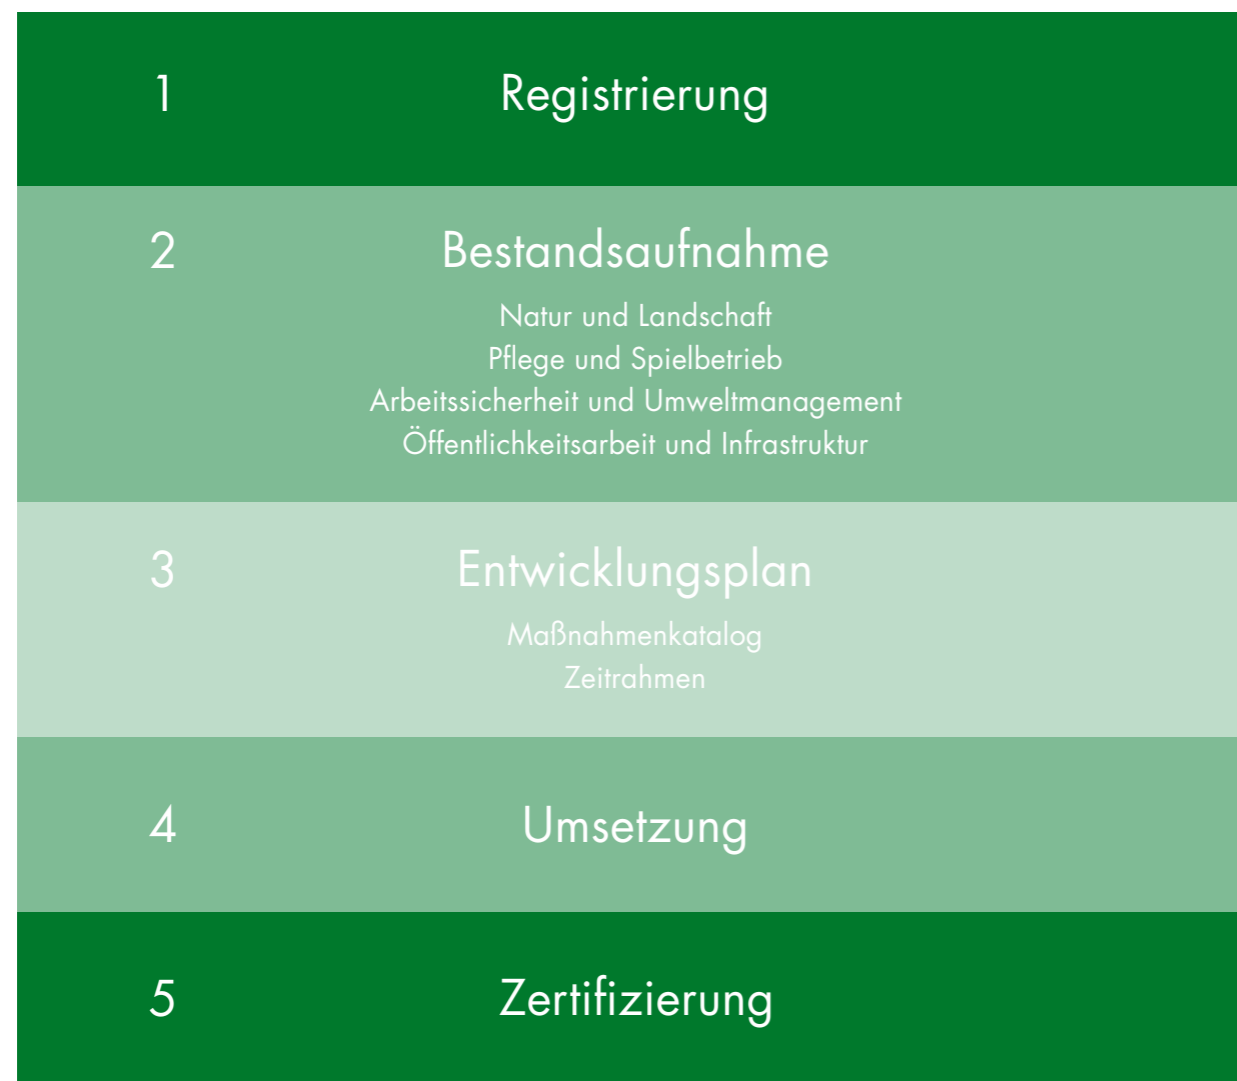 1 Registrierung
2 Bestandsaufnahme
Natur und Landschaft
Pflege und Spielbetrieb
Arbeitssicherheit und Umweltmanagement
Öffentlichkeitsarbeit und Infrastruktur
3 Entwicklungsplan
Maßnahmenkatalog
Zeitrahmen
4 Umsetzung
5 Zertifizierung